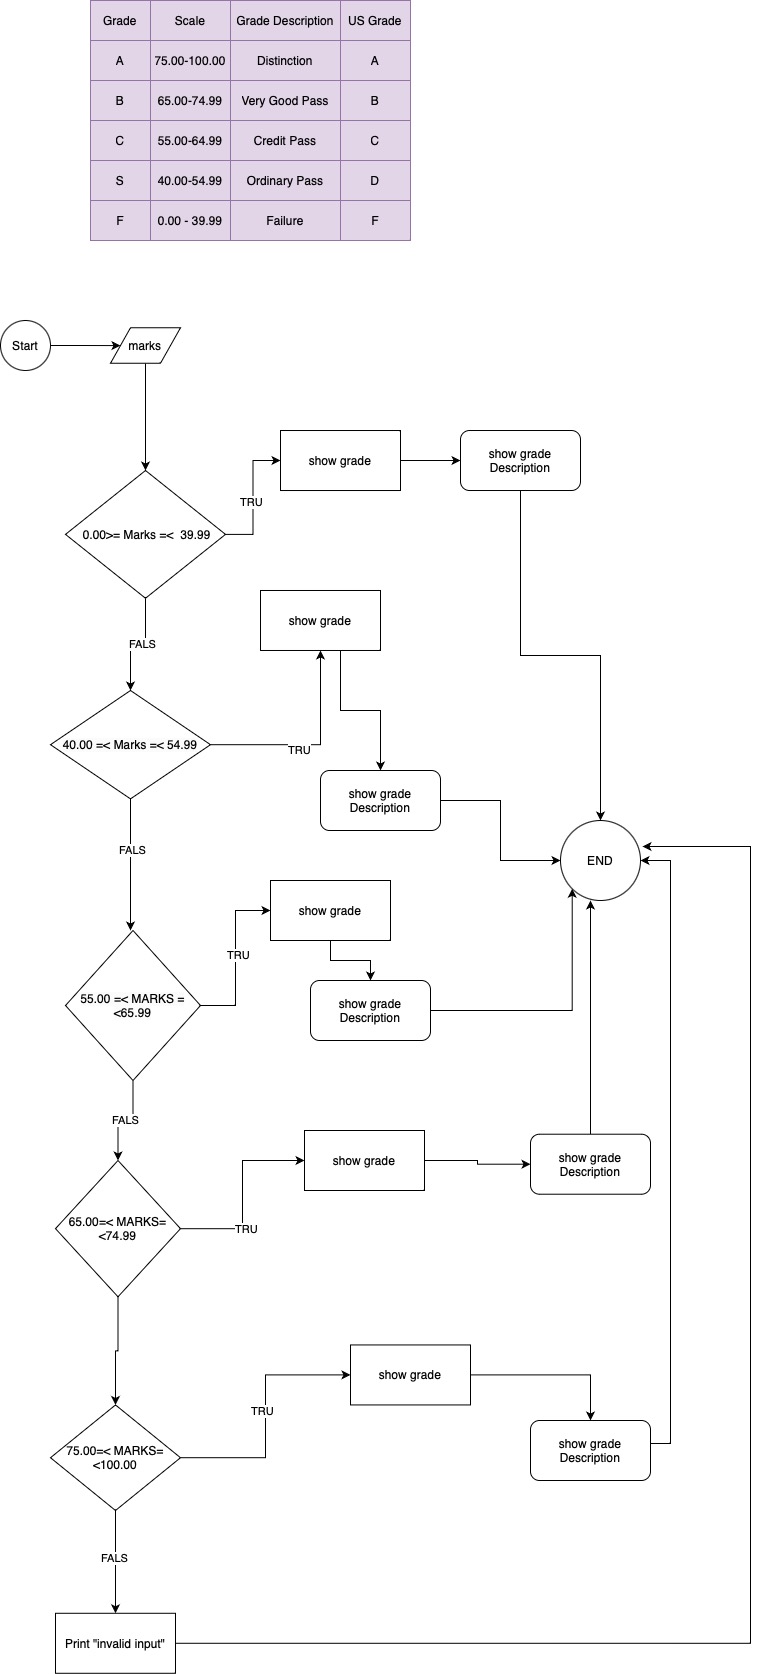 Grade Scale Grade Description US Grade
A 75.00-100.00 Distinction A
B 65.00-74.99 Very Good Pass B
C 55.00-64.99 Credit Pass C
S 40.00-54.99 Ordinary Pass D
F 0.00 - 39.99 Failure F
Start
marks
show grade
show grade
Description
TRU
0.00>= Marks =< 39.99
FALS
show grade
40.00 =< Marks =< 54.99
TRU
show grade
Description
FALS
END
show grade
TRU
55.00 =< MARKS =
<65.99
show grade
Description
FALS
show grade
show grade
Description
65.00=< MARKS=
<74.99
TRU
show grade
TRU
75.00=< MARKS=
<100.00
show grade
Description
FALS
Print "invalid input"